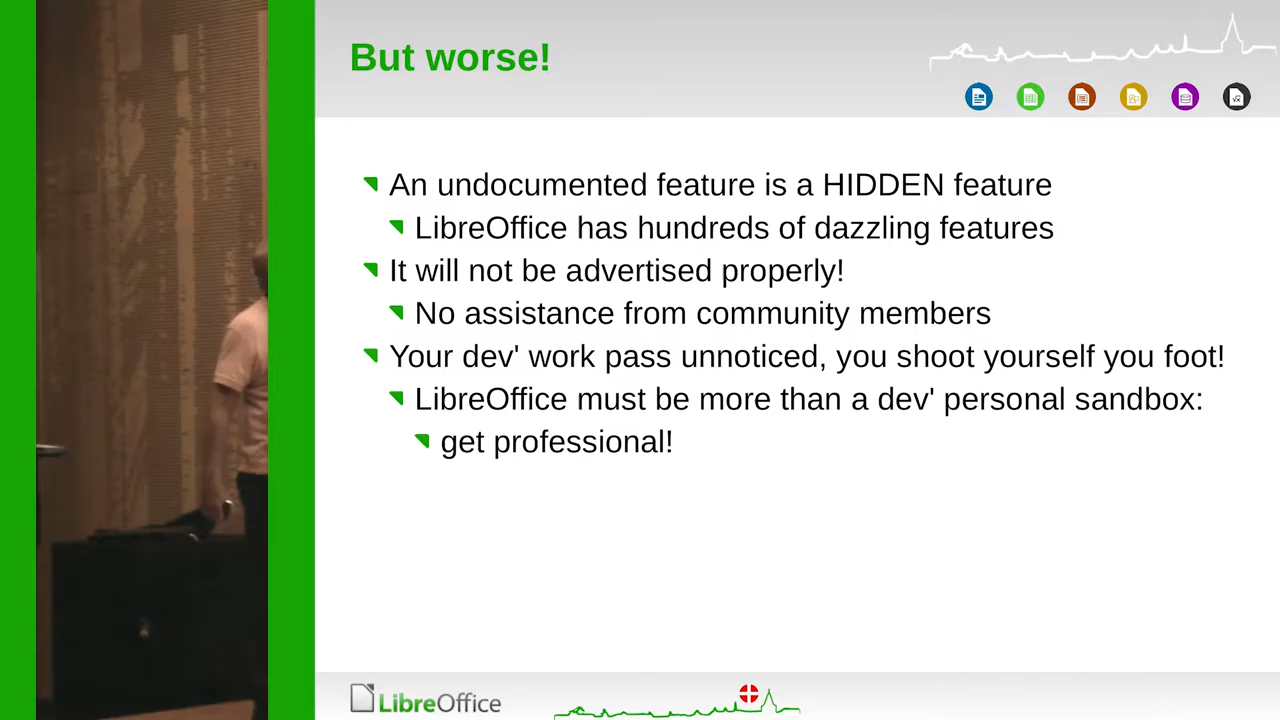 But worse!
An undocumented feature is a HIDDEN feature
LibreOffice has hundreds of dazzling features
It will not be advertised properly!
No assistance from community members
Your dev' work pass unnoticed, you shoot yourself you foot!
LibreOffice must be more than a dev' personal sandbox:
get professional!
LibreOffice